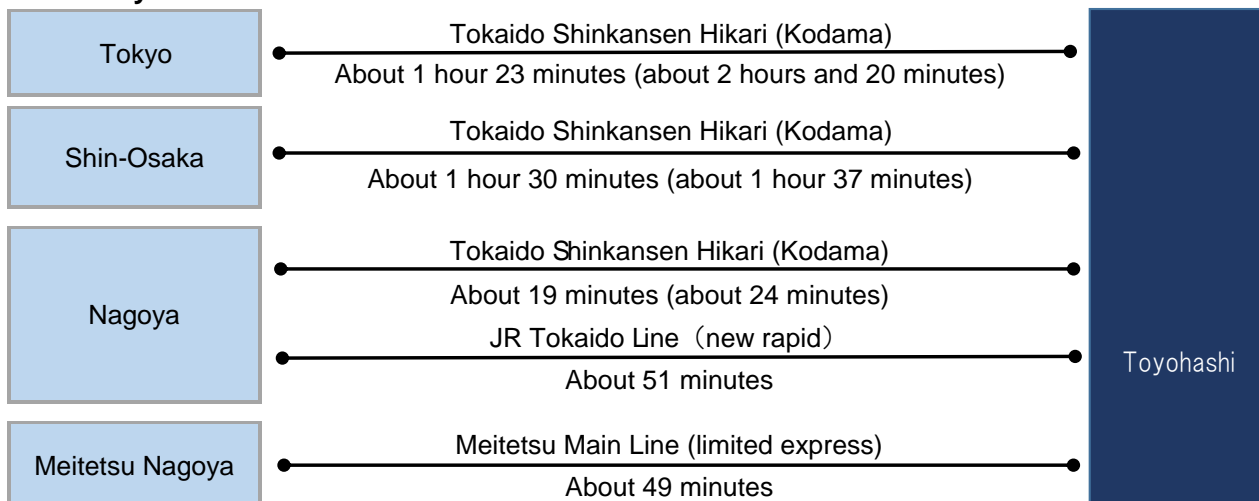 Tokyo
Tokaido Shinkansen Hikari (Kodama)
About 1 hour 23 minutes (about 2 hours and 20 minutes)
Shin-Osaka
Tokaido Shinkansen Hikari (Kodama)
About 1 hour 30 minutes (about 1 hour 37 minutes)
Nagoya
Tokaido Shinkansen Hikari (Kodama)
About 19 minutes (about 24 minutes)
JR Tokaido Line（new rapid）
About 51 minutes
Meitetsu Nagoya
Meitetsu Main Line (limited express)
About 49 minutes
Toyohashi